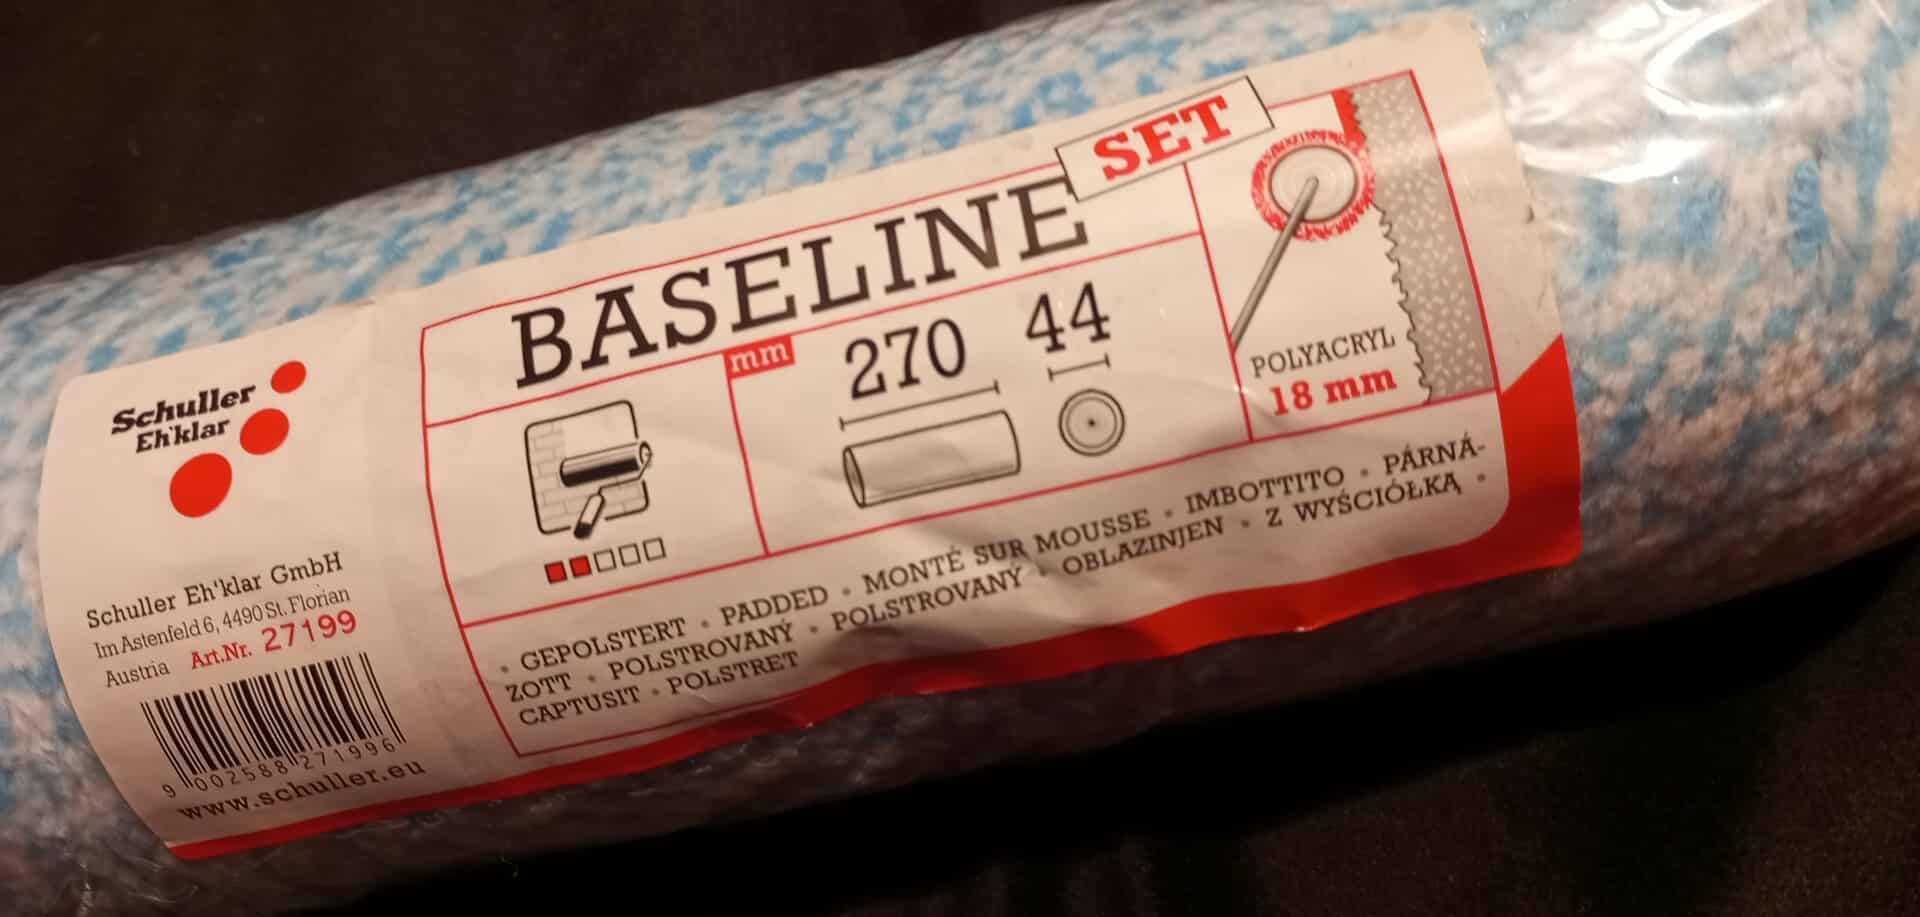 Schuller
Eh'klar
Schuller Eh'klar GmbH
Im Astenfeld 6, 4490 St. Florian
Austria Art.Nr. 27199
9 002588 271996
www.schuller.eu
BASELINE
SET
mm
270
44
POLYACRYL
18 mm
• GEPOLSTERT • PADDED • MONTÉ SUR MOUSSE • IMBOTTITO • PÁRNÁ-
ZOTT • POLSTROVANÝ • POLSTROVANÝ • OBLAZINJEN • Z WYŚCIÓŁKĄ •
CAPTUSIT • POLSTRET